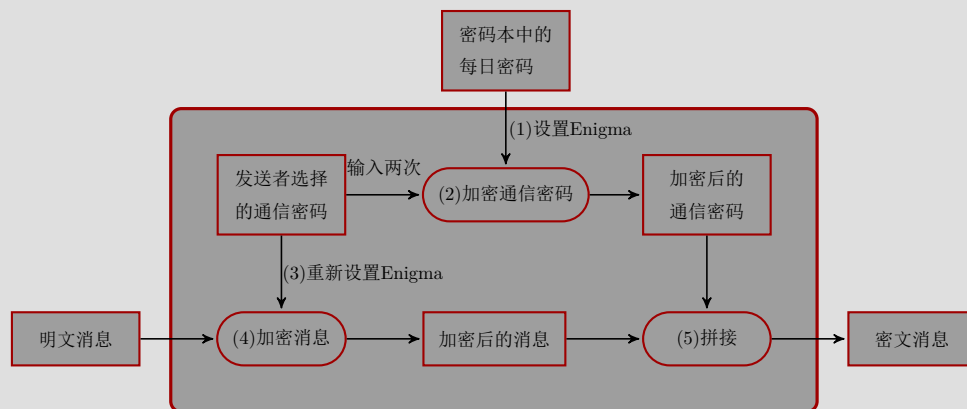 密码本中的
每日密码
(1)设置Enigma
发送者选择
的通信密码
输入两次
(2)加密通信密码
加密后的
通信密码
(3)重新设置Enigma
明文消息
(4)加密消息
加密后的消息
(5)拼接
密文消息